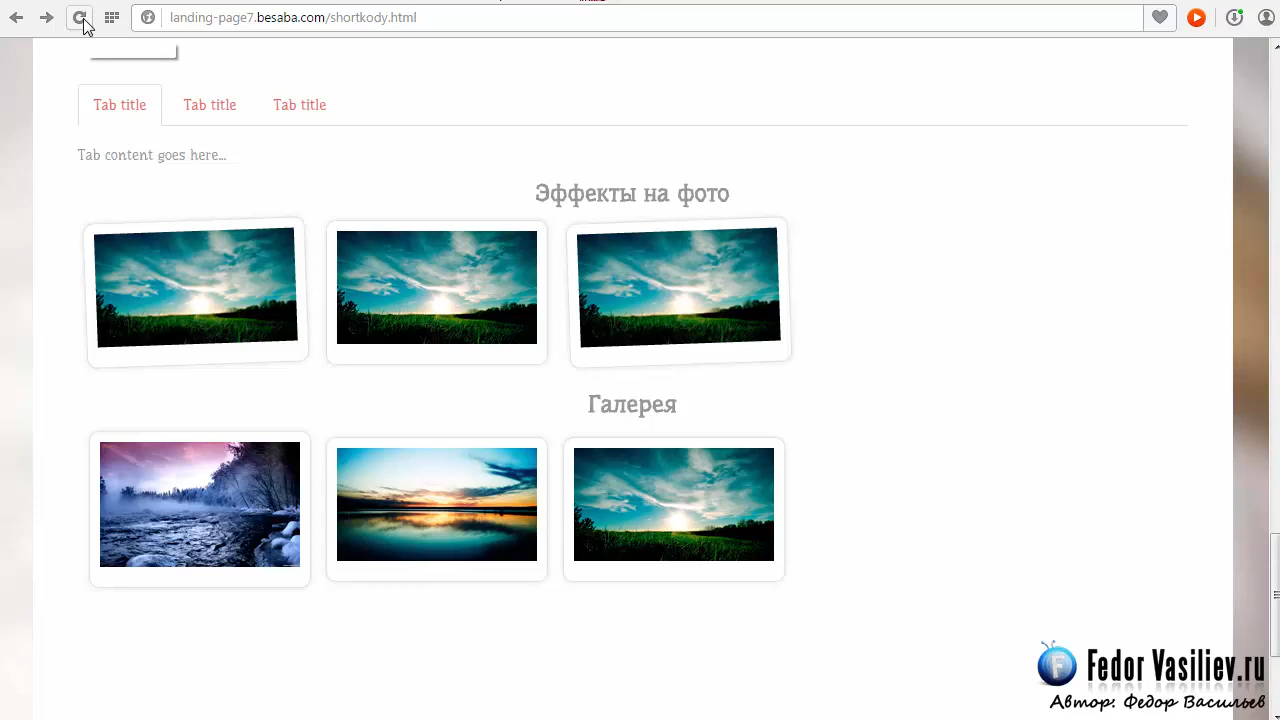 landing-page7.besaba.com/shortkody.html
Tab title Tab title Tab title
Tab content goes here...
Эффекты на фото
Галерея
F Fedor Vasiliev.ru
Автор: Федор Васильев